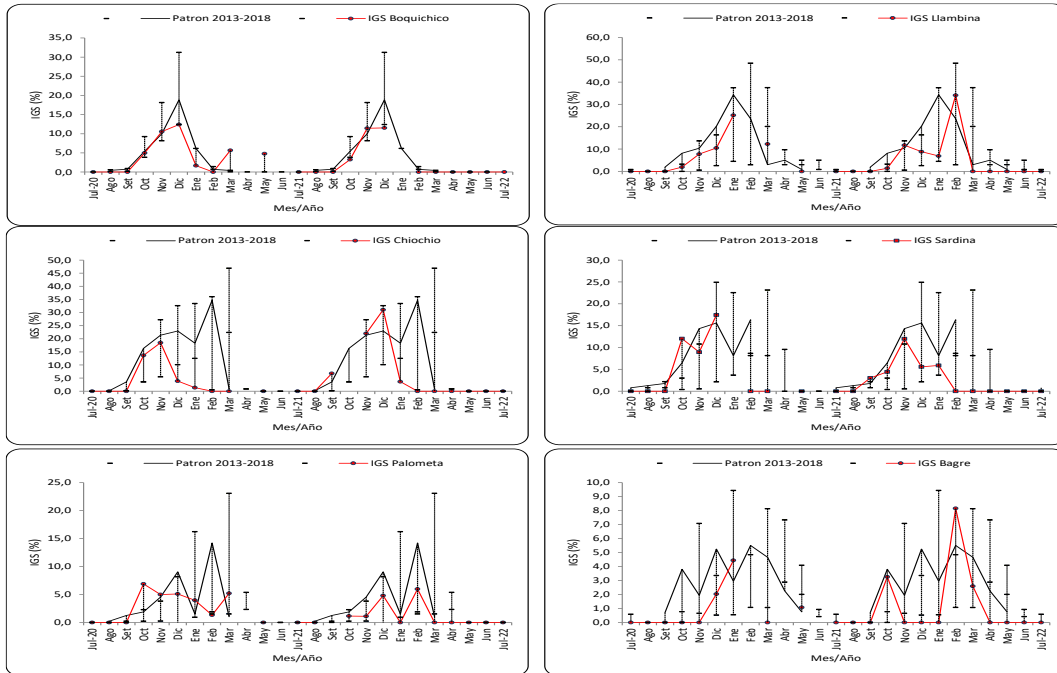 Patron 2013-2018 IGS Boquichico
35,0
30,0
25,0
20,0
15,0
10,0
5,0
0,0
IGS (%)
Jul-20 Ago Set Oct Nov Dic Ene Feb Mar Abr May Jun Jul-21 Ago Set Oct Nov Dic Ene Feb Mar Abr May Jun Jul-22
Mes/Año
Patron 2013-2018 IGS Llambina
60,0
50,0
40,0
30,0
20,0
10,0
0,0
IGS (%)
Jul-20 Ago Set Oct Nov Dic Ene Feb Mar Abr May Jun Jul-21 Ago Set Oct Nov Dic Ene Feb Mar Abr May Jun Jul-22
Mes/Año
Patron 2013-2018 IGS Chiochio
50,0
45,0
40,0
35,0
30,0
25,0
20,0
15,0
10,0
5,0
0,0
IGS (%)
Jul-20 Ago Set Oct Nov Dic Ene Feb Mar Abr May Jun Jul-21 Ago Set Oct Nov Dic Ene Feb Mar Abr May Jun Jul-22
Mes/Año
Patron 2013-2018 IGS Sardina
30,0
25,0
20,0
15,0
10,0
5,0
0,0
IGS (%)
Jul-20 Ago Set Oct Nov Dic Ene Feb Mar Abr May Jun Jul-21 Ago Set Oct Nov Dic Ene Feb Mar Abr May Jun Jul-22
Mes/Año
Patron 2013-2018 IGS Palometa
25,0
20,0
15,0
10,0
5,0
0,0
IGS (%)
Jul-20 Ago Set Oct Nov Dic Ene Feb Mar Abr May Jun Jul-21 Ago Set Oct Nov Dic Ene Feb Mar Abr May Jun Jul-22
Mes/Año
Patron 2013-2018 IGS Bagre
10,0
9,0
8,0
7,0
6,0
5,0
4,0
3,0
2,0
1,0
0,0
IGS (%)
Jul-20 Ago Set Oct Nov Dic Ene Feb Mar Abr May Jun Jul-21 Ago Set Oct Nov Dic Ene Feb Mar Abr May Jun Jul-22
Mes/Año